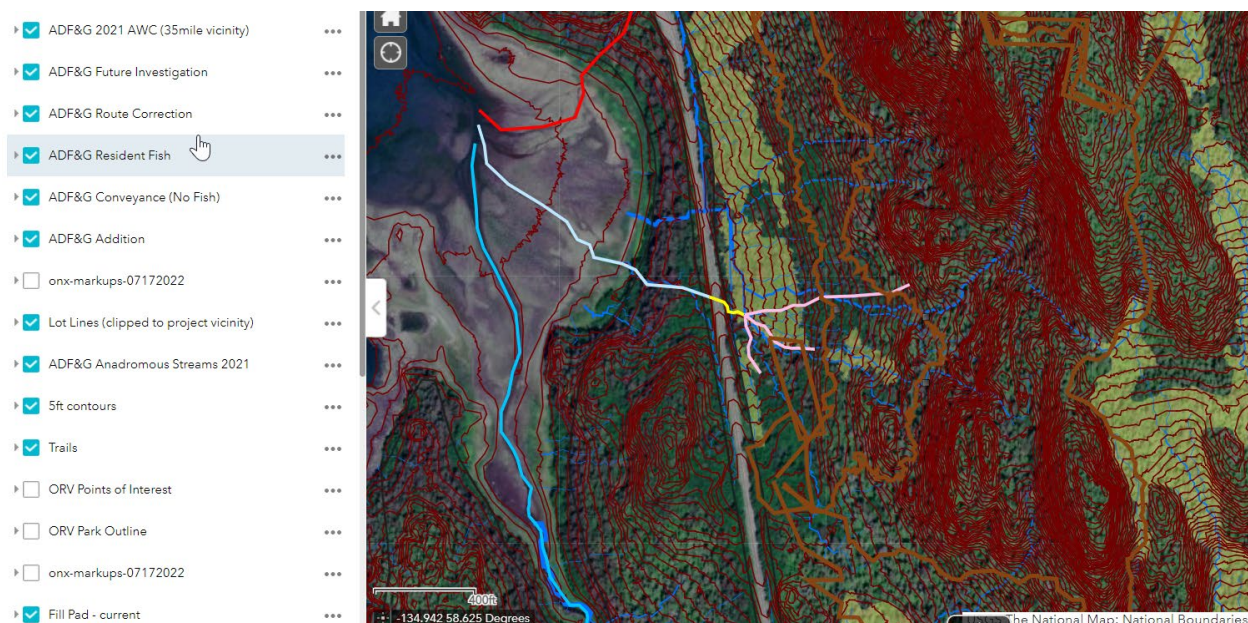 ADF&G 2021 AWC (35mile vicinity)
ADF&G Future Investigation
ADF&G Route Correction
ADF&G Resident Fish
ADF&G Conveyance (No Fish)
ADF&G Addition
onx-markups-07172022
Lot Lines (clipped to project vicinity)
ADF&G Anadromous Streams 2021
5ft contours
Trails
ORV Points of Interest
ORV Park Outline
onx-markups-07172022
Fill Pad - current
400ft
-134.942 58.625 Degrees
USGS The National Map: National Boundaries